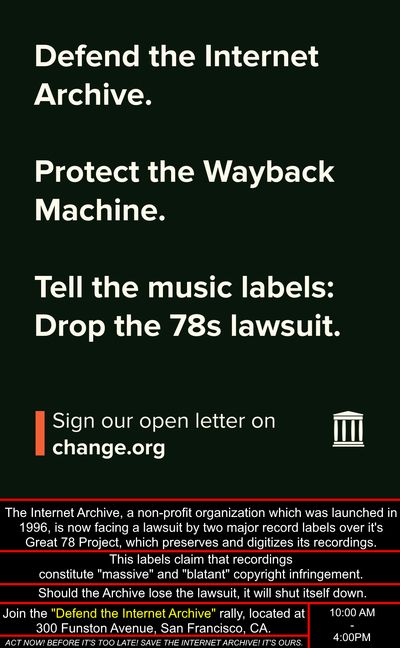 Defend the Internet
Archive.
Protect the Wayback
Machine.
Tell the music labels:
Drop the 78s lawsuit.
Sign our open letter on
change.org
The Internet Archive, a non-profit organization which was launched in
1996, is now facing a lawsuit by two major record labels over it's
Great 78 Project, which preserves and digitizes its recordings.
This labels claim that recordings
constitute "massive" and "blatant" copyright infringement.
Should the Archive lose the lawsuit, it will shut itself down.
Join the "Defend the Internet Archive" rally, located at
300 Funston Avenue, San Francisco, CA.
ACT NOW! BEFORE IT'S TOO LATE! SAVE THE INTERNET ARCHIVE! IT'S OURS.
10:00 AM
-
4:00PM